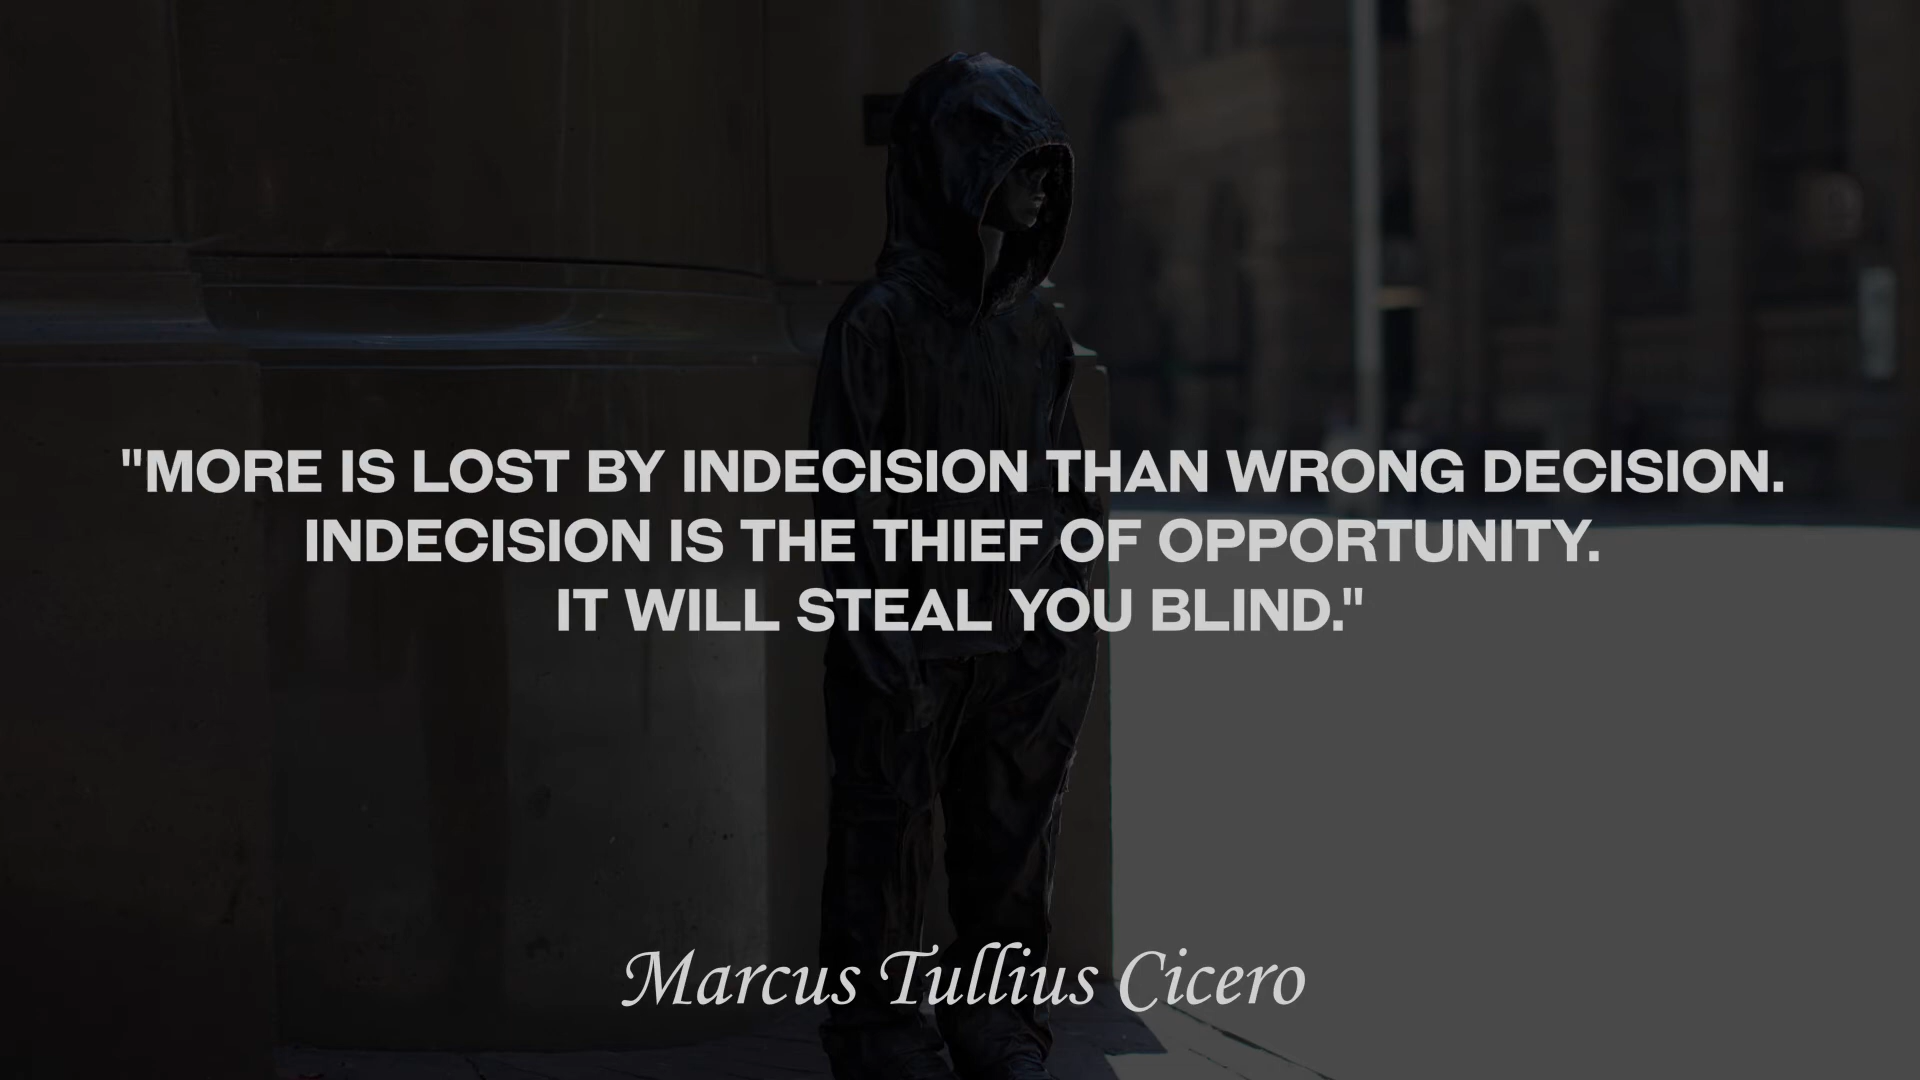 "MORE IS LOST BY INDECISION THAN WRONG DECISION.
INDECISION IS THE THIEF OF OPPORTUNITY.
IT WILL STEAL YOU BLIND."
Marcus Tullius Cicero